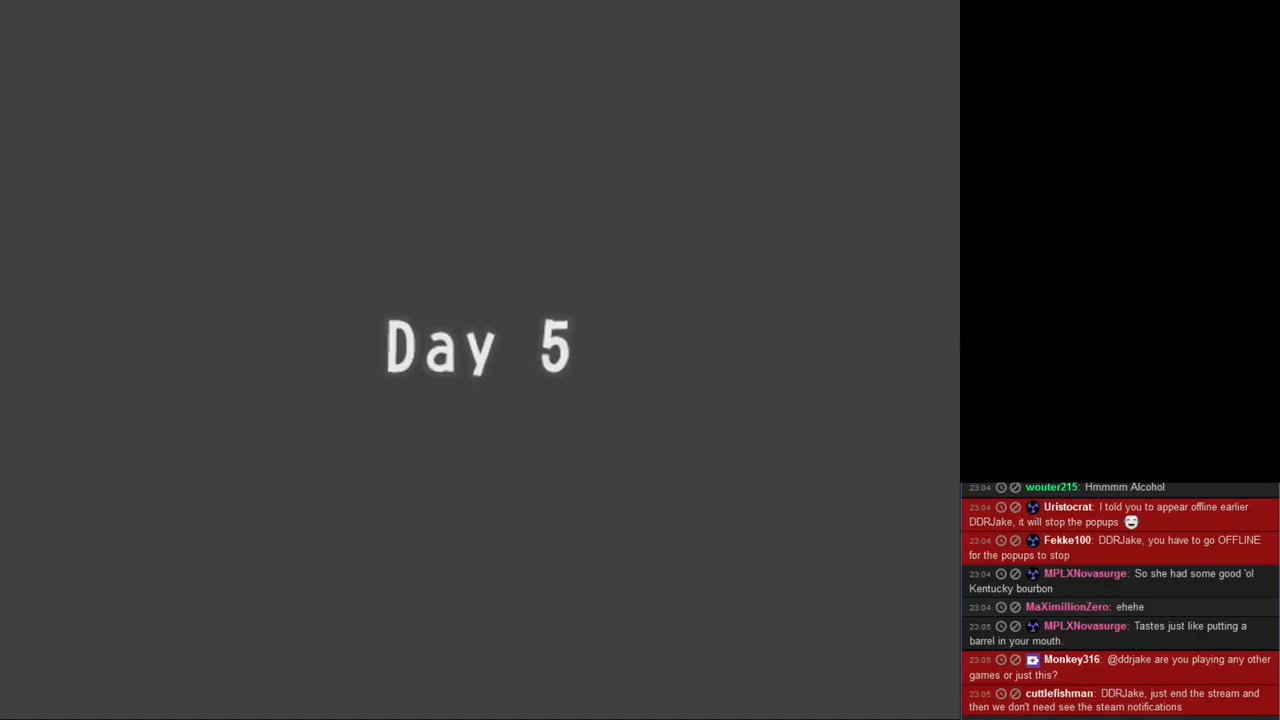 Day 5
23:04 wouter215: Hmmmm Alcohol
23:04 Uristocrat: I told you to appear offline earlier
DDRJake, it will stop the popups
23:04 Fekke100: DDRJake, you have to go OFFLINE
for the popups to stop
23:04 MPLXNovasurge: So she had some good 'ol
Kentucky bourbon
23:04 MaXimillionZero: ehehe
23:05 MPLXNovasurge: Tastes just like putting a
barrel in your mouth.
23:05 Monkey316: @ddrjake are you playing any other
games or just this?
23:05 cuttlefishman: DDRJake, just end the stream and
then we don't need see the steam notifications